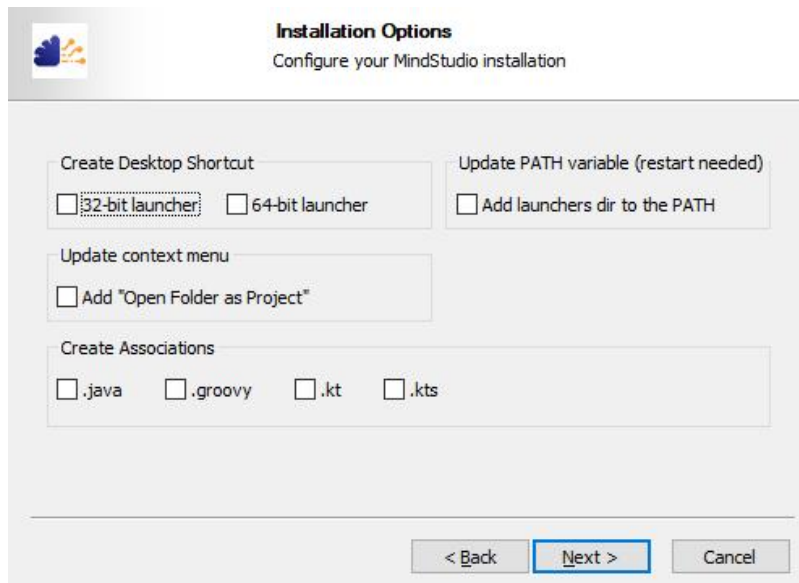 Installation Options
Configure your MindStudio installation
Create Desktop Shortcut
32-bit launcher
64-bit launcher
Update PATH variable (restart needed)
Add launchers dir to the PATH
Update context menu
Add "Open Folder as Project"
Create Associations
.java .groovy .kt .kts
< Back Next > Cancel